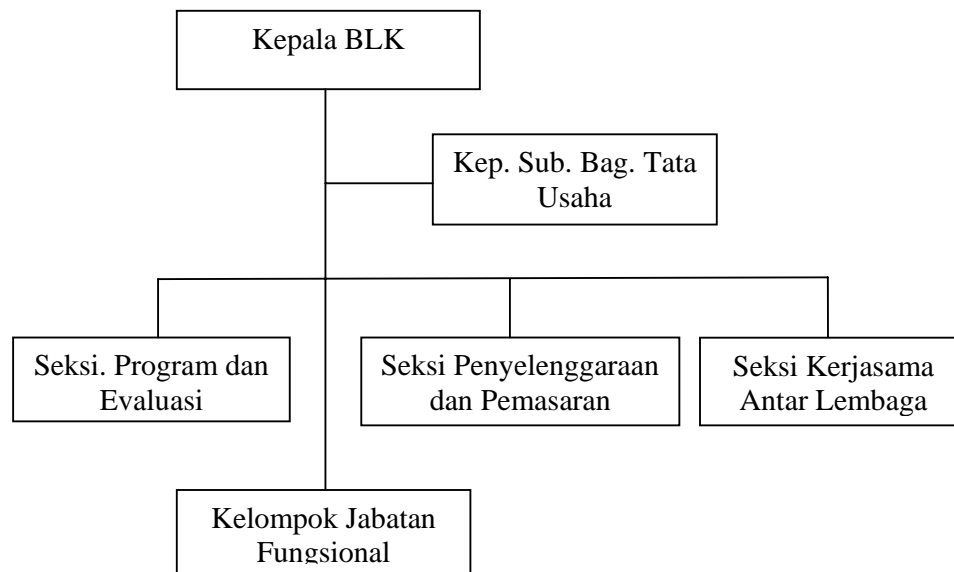 Kepala BLK
Kep. Sub. Bag. Tata
Usaha
Seksi. Program dan
Evaluasi
Seksi Penyelenggaraan
dan Pemasaran
Seksi Kerjasama
Antar Lembaga
Kelompok Jabatan
Fungsional